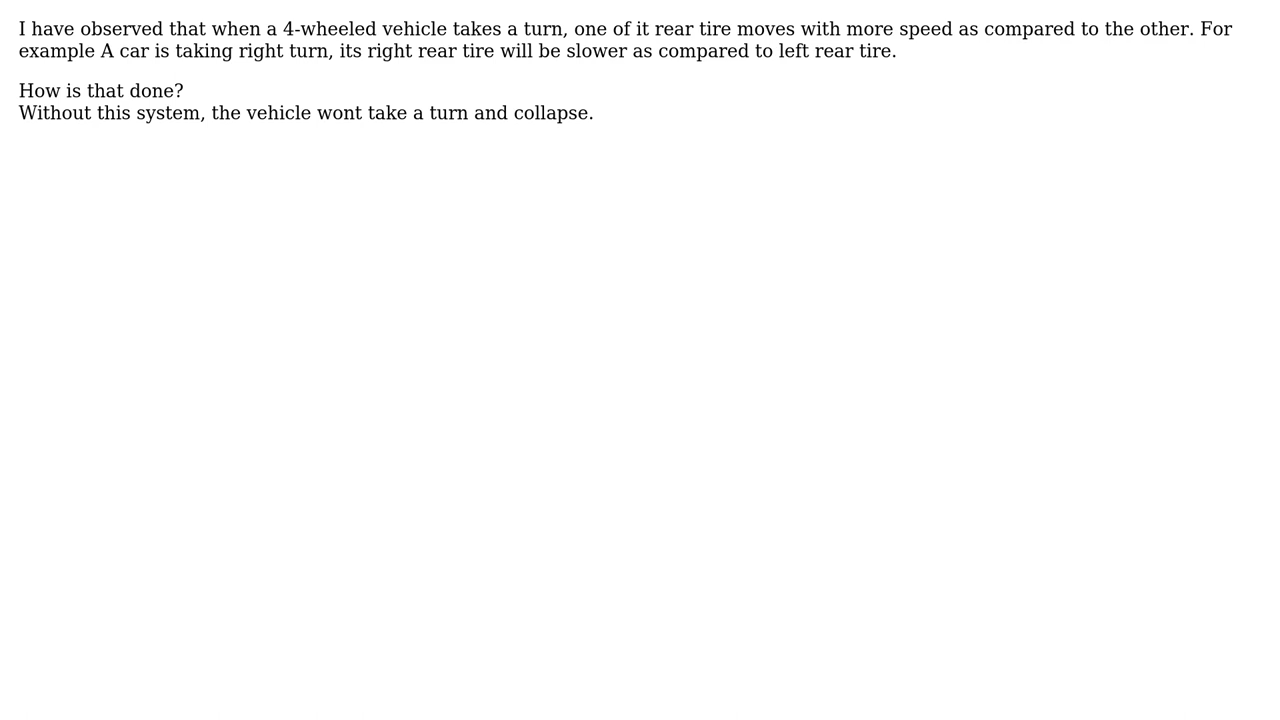 I have observed that when a 4-wheeled vehicle takes a turn, one of it rear tire moves with more speed as compared to the other. For
example A car is taking right turn, its right rear tire will be slower as compared to left rear tire.
How is that done?
Without this system, the vehicle wont take a turn and collapse.